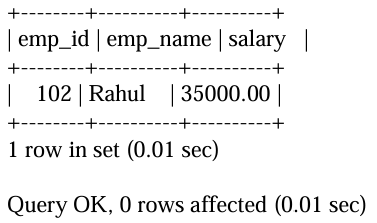 +--------+----------+----------+
| emp_id | emp_name | salary |
+--------+----------+----------+
| 102 | Rahul | 35000.00 |
+--------+----------+----------+
1 row in set (0.01 sec)
Query OK, 0 rows affected (0.01 sec)